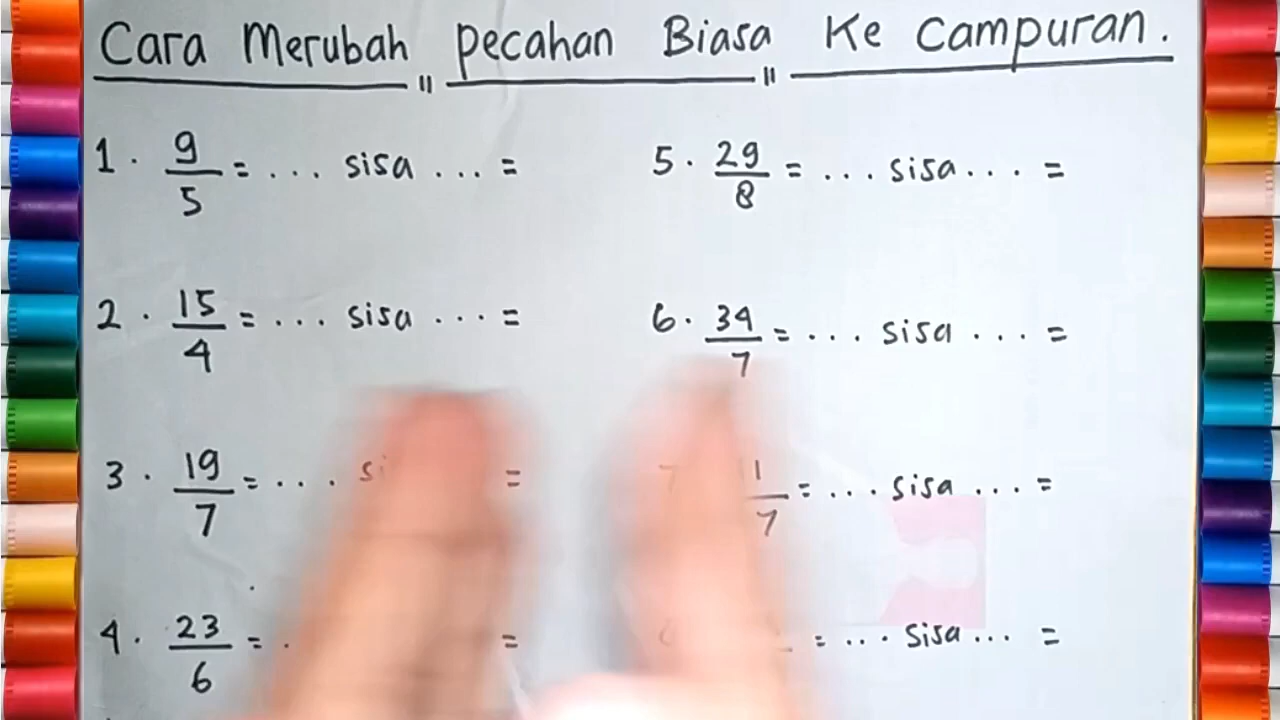 Cara Merubah Pecahan Biasa Ke Campuran.
1. 9/5 = ... sisa ... =
2. 15/4 = ... sisa ... =
3. 19/7 = ... =
4. 23/6 = =
5. 29/8 = ... sisa ... =
6. 34/7 = ... sisa ... =
/7 = ... sisa ... =
= ... sisa ... =